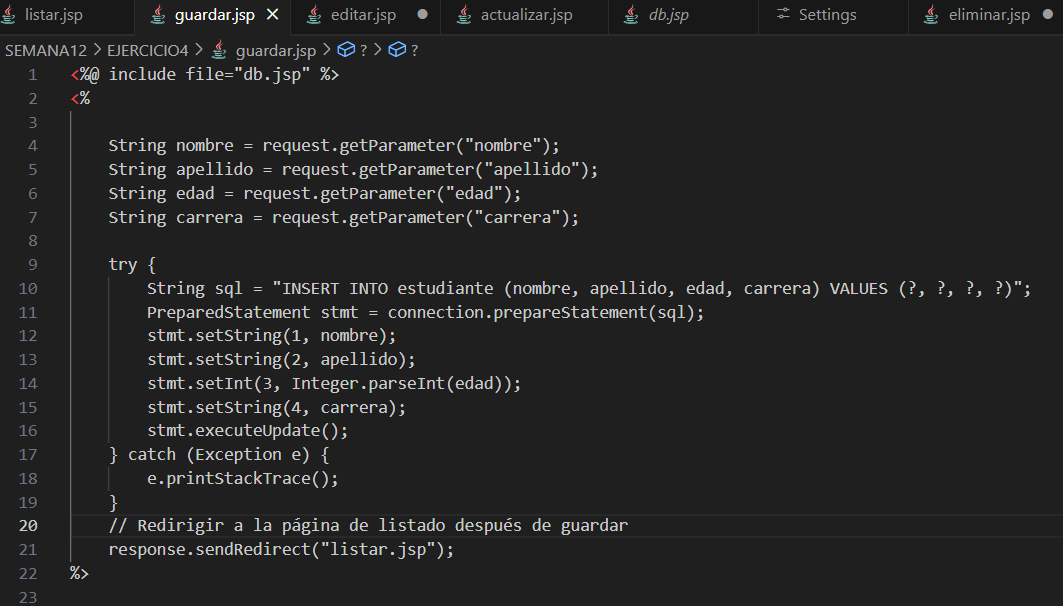 listar.jsp guardar.jsp editar.jsp actualizar.jsp db.jsp Settings eliminar.jsp
SEMANA12 > EJERCICIO4 > guardar.jsp > ? > ?
1 <%@ include file="db.jsp" %>
2 <%
3
4 String nombre = request.getParameter("nombre");
5 String apellido = request.getParameter("apellido");
6 String edad = request.getParameter("edad");
7 String carrera = request.getParameter("carrera");
8
9 try {
10 String sql = "INSERT INTO estudiante (nombre, apellido, edad, carrera) VALUES (?, ?, ?, ?)";
11 PreparedStatement stmt = connection.prepareStatement(sql);
12 stmt.setString(1, nombre);
13 stmt.setString(2, apellido);
14 stmt.setInt(3, Integer.parseInt(edad));
15 stmt.setString(4, carrera);
16 stmt.executeUpdate();
17 } catch (Exception e) {
18 e.printStackTrace();
19 }
20 // Redirigir a la página de listado después de guardar
21 response.sendRedirect("listar.jsp");
22 %>
23